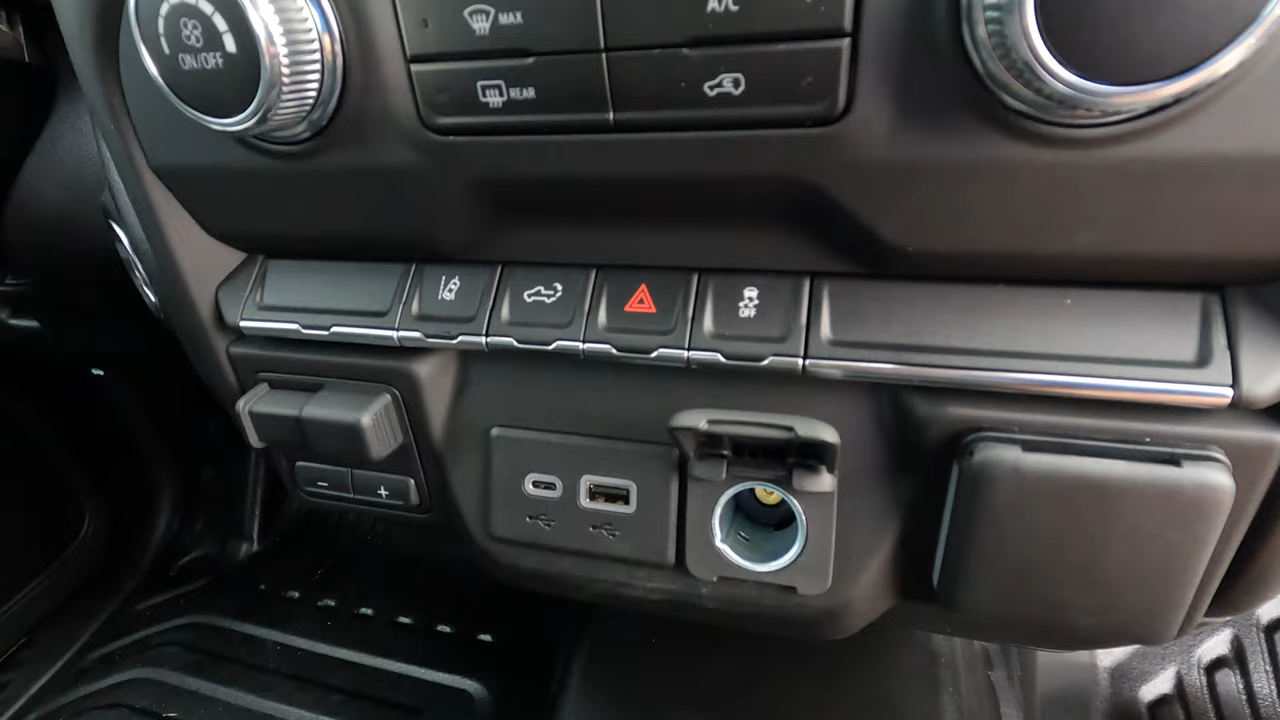 MAX
A/C
ON/OFF
REAR
OFF
- +